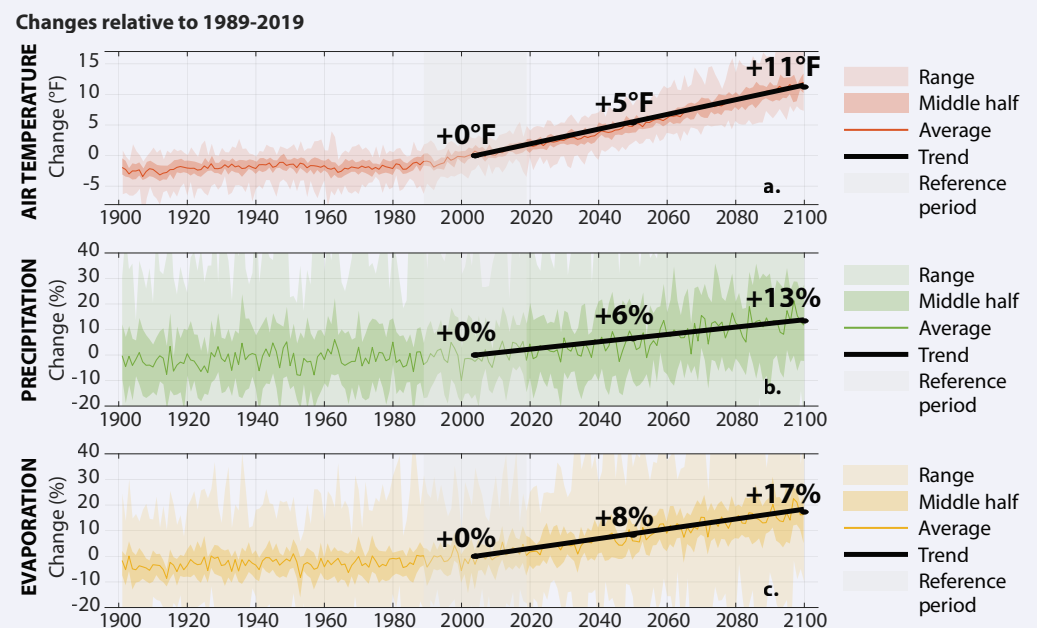 Changes relative to 1989-2019
AIR TEMPERATURE
Change (°F)
15
10
5
0
-5
+0°F
+5°F
+11°F
a.
1900 1920 1940 1960 1980 2000 2020 2040 2060 2080 2100
Range
Middle half
Average
Trend
Reference
period
PRECIPITATION
Change (%)
40
30
20
10
0
-10
-20
+0%
+6%
+13%
b.
1900 1920 1940 1960 1980 2000 2020 2040 2060 2080 2100
Range
Middle half
Average
Trend
Reference
period
EVAPORATION
Change (%)
40
30
20
10
0
-10
-20
+0%
+8%
+17%
c.
1900 1920 1940 1960 1980 2000 2020 2040 2060 2080 2100
Range
Middle half
Average
Trend
Reference
period